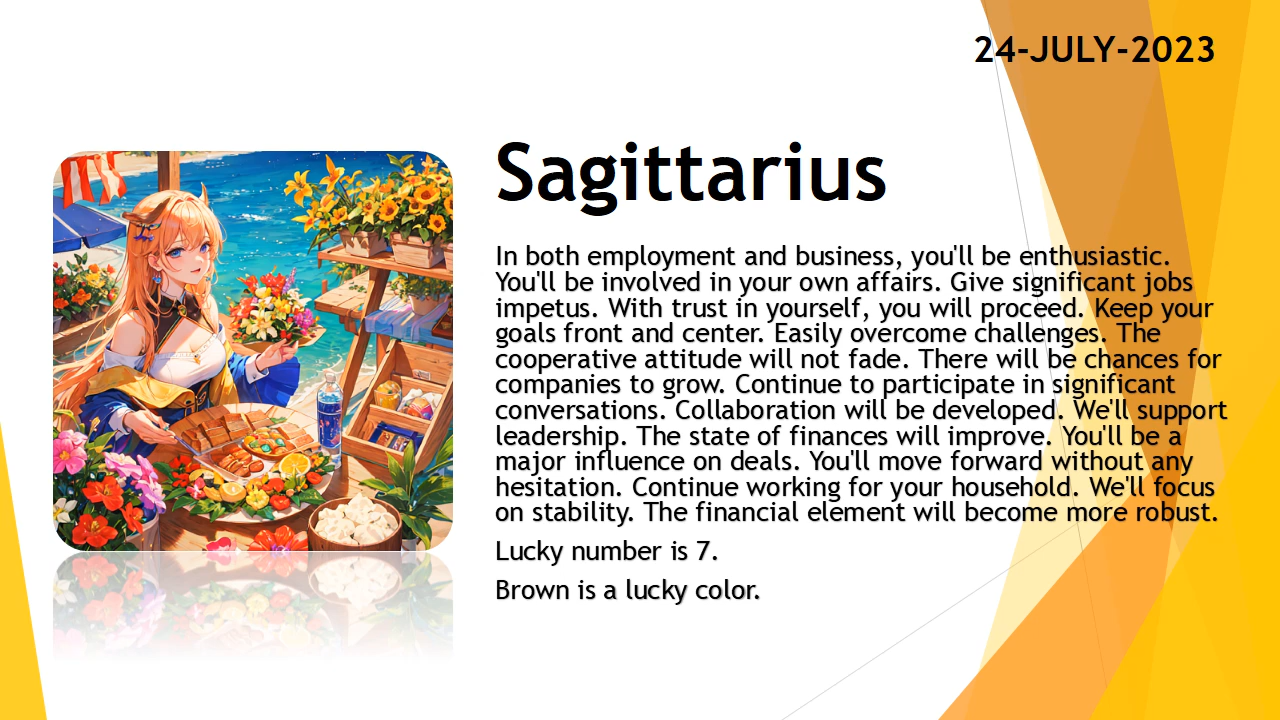 24-JULY-2023
Sagittarius
In both employment and business, you'll be enthusiastic.
You'll be involved in your own affairs. Give significant jobs
impetus. With trust in yourself, you will proceed. Keep your
goals front and center. Easily overcome challenges. The
cooperative attitude will not fade. There will be chances for
companies to grow. Continue to participate in significant
conversations. Collaboration will be developed. We'll support
leadership. The state of finances will improve. You'll be a
major influence on deals. You'll move forward without any
hesitation. Continue working for your household. We'll focus
on stability. The financial element will become more robust.
Lucky number is 7.
Brown is a lucky color.